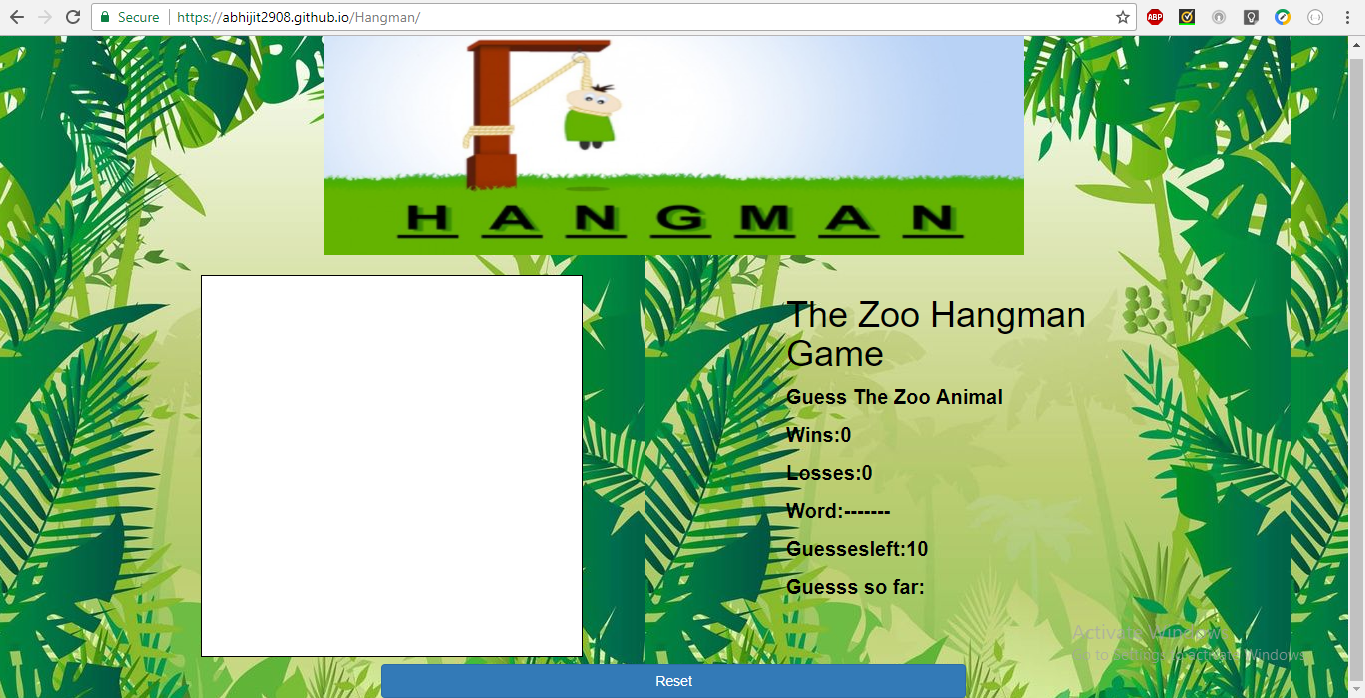 Secure https://abhijit2908.github.io/Hangman/
ABP
HANGMAN
The Zoo Hangman
Game
Guess The Zoo Animal
Wins:0
Losses:0
Word:-------
Guessesleft:10
Guesss so far:
Activate Windows
Go to Settings to activate Windows.
Reset